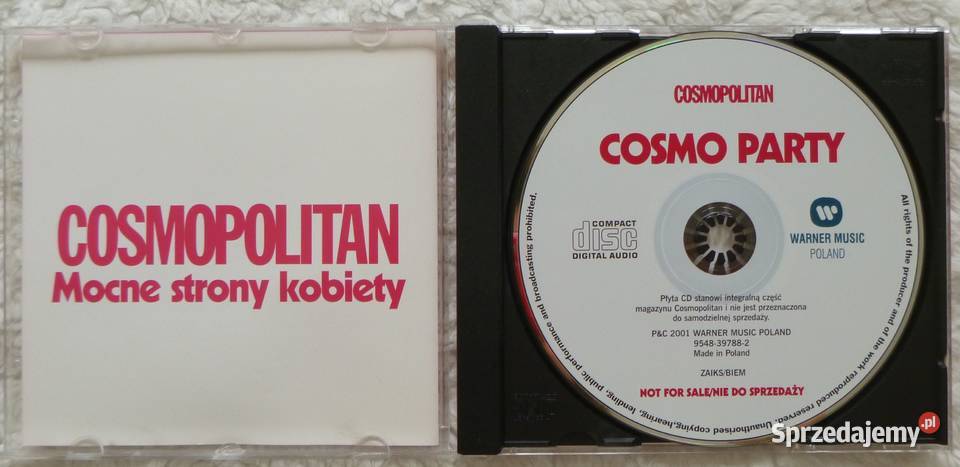 COSMOPOLITAN
Mocne strony kobiety
COSMOPOLITAN
COSMO PARTY
COMPACT
disc
DIGITAL AUDIO
WARNER MUSIC
POLAND
Płyta CD stanowi integralną część
magazynu Cosmopolitan i nie jest przeznaczona
do samodzielnej sprzedaży.
P&C 2001 WARNER MUSIC POLAND
9548-39788-2
Made in Poland
ZAIKS/BIEM
NOT FOR SALE/NIE DO SPRZEDAŻY
All rights of the producer and of the work reproduced reserved. Unauthorised copying, hearing, lending, public performance and broadcasting prohibited.
Sprzedajemy.pl